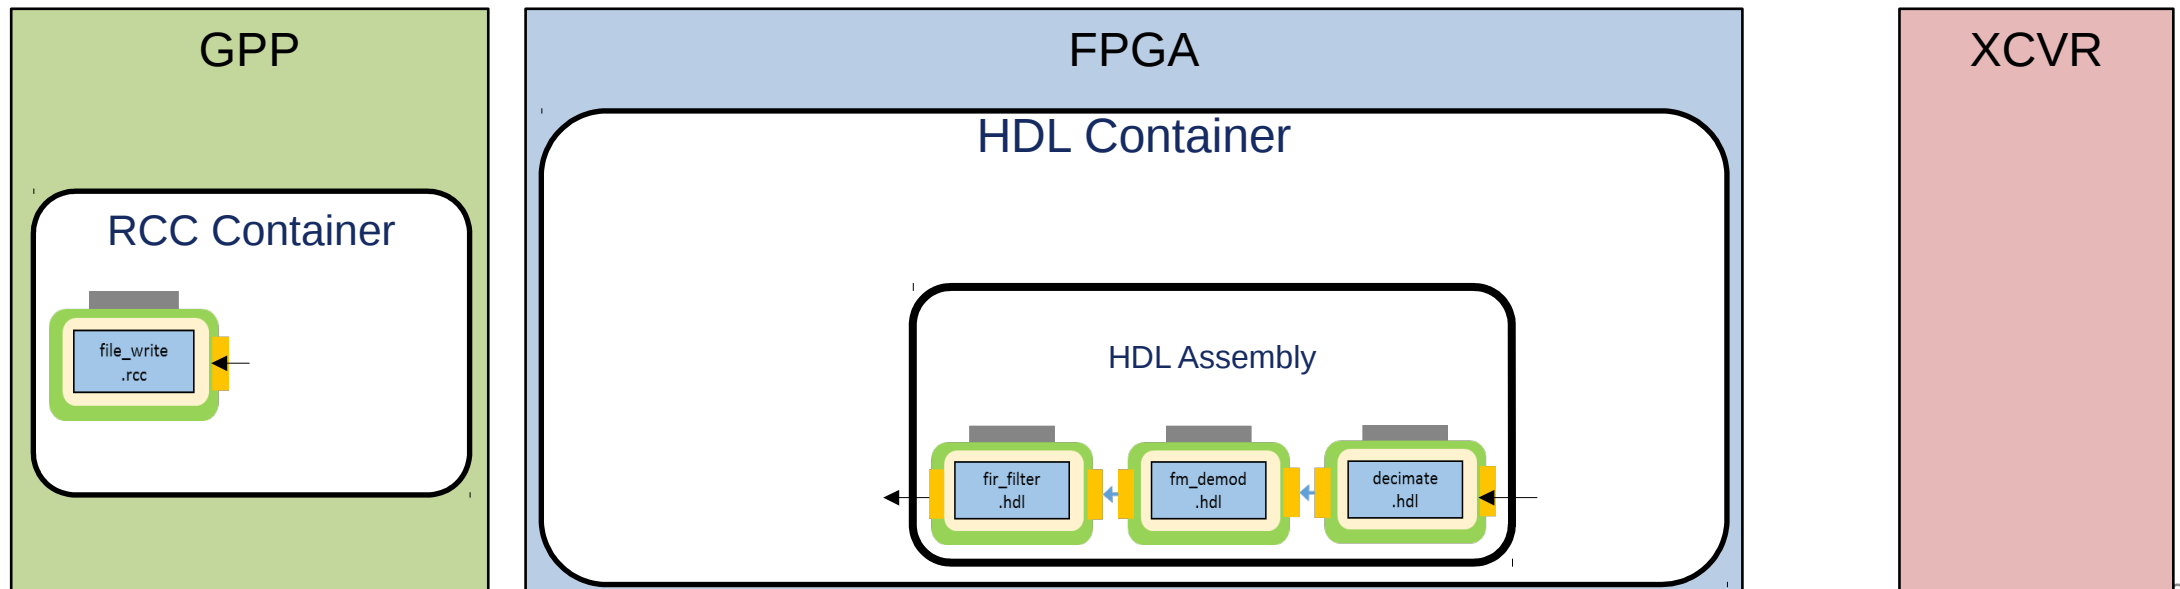 GPP
FPGA
XCVR
HDL Container
RCC Container
file_write
.rcc
HDL Assembly
fir_filter
.hdl
fm_demod
.hdl
decimate
.hdl